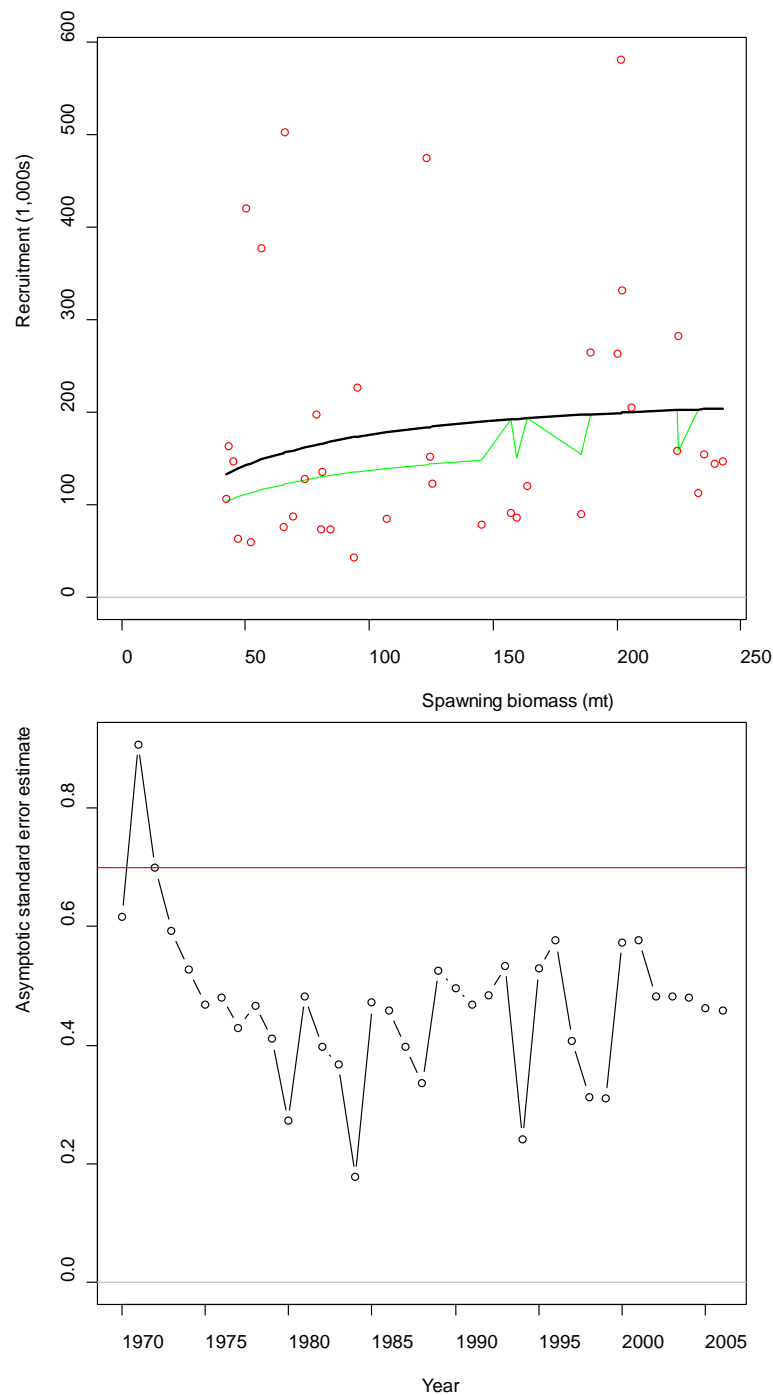 600
500
400
300
200
100
0
Recruitment (1,000s)
0 50 100 150 200 250
Spawning biomass (mt)
0.8
0.6
0.4
0.2
0.0
Asymptotic standard error estimate
1970 1975 1980 1985 1990 1995 2000 2005
Year